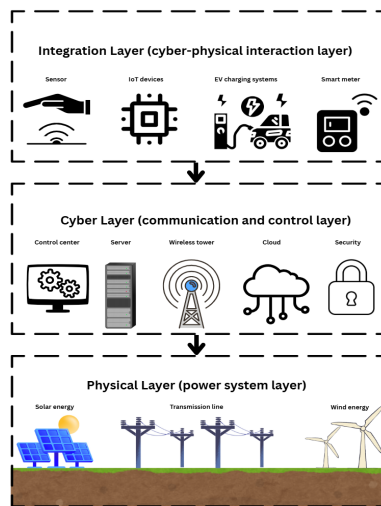 Integration Layer (cyber-physical interaction layer)
Sensor
IoT devices
EV charging systems
Smart meter
Cyber Layer (communication and control layer)
Control center
Server
Wireless tower
Cloud
Security
Physical Layer (power system layer)
Solar energy
Transmission line
Wind energy